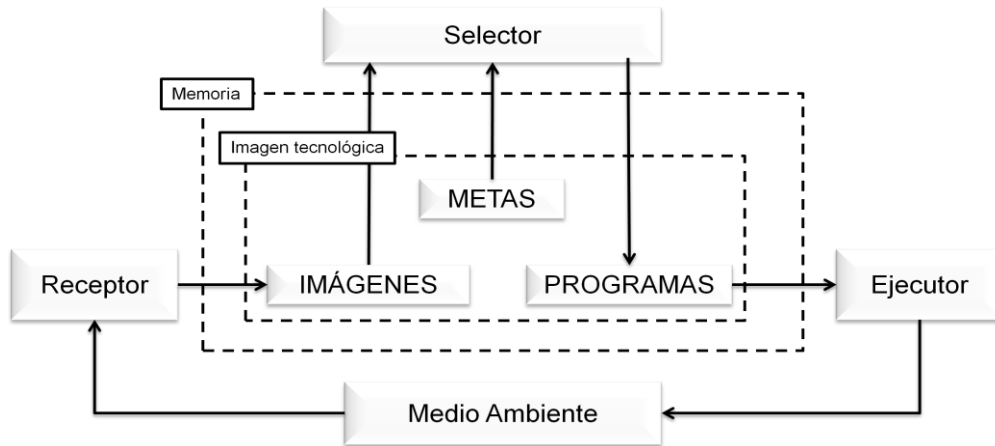 Selector
Memoria
Imagen tecnológica
METAS
Receptor
IMÁGENES
PROGRAMAS
Ejecutor
Medio Ambiente